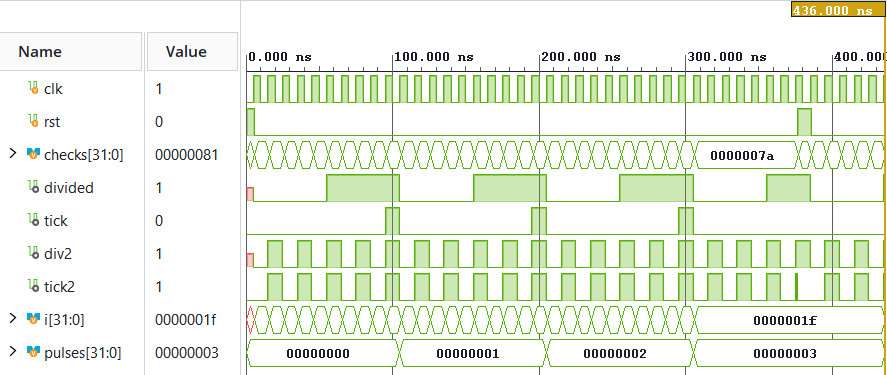 436.000 ns
Name Value
0.000 ns 100.000 ns 200.000 ns 300.000 ns 400.
clk 1
rst 0
checks[31:0] 00000081 0000007a
divided 1
tick 0
div2 1
tick2 1
i[31:0] 0000001f 0000001f
pulses[31:0] 00000003 00000000 00000001 00000002 00000003